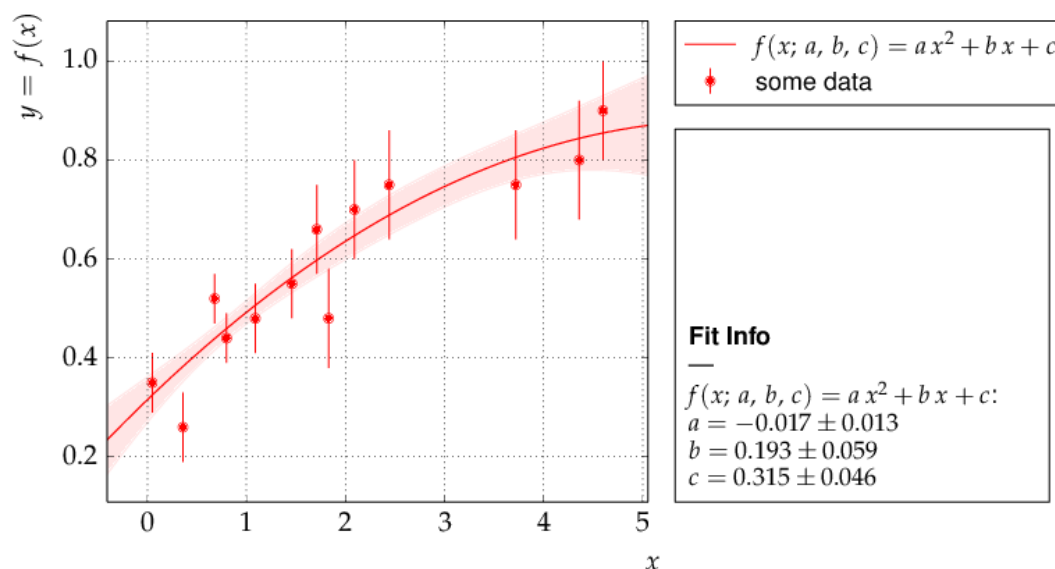 y = f(x)
1.0
0.8
0.6
0.4
0.2
0 1 2 3 4 5
x
f(x; a, b, c) = a x² + b x + c
some data
Fit Info
—
f(x; a, b, c) = a x² + b x + c:
a = −0.017 ± 0.013
b = 0.193 ± 0.059
c = 0.315 ± 0.046